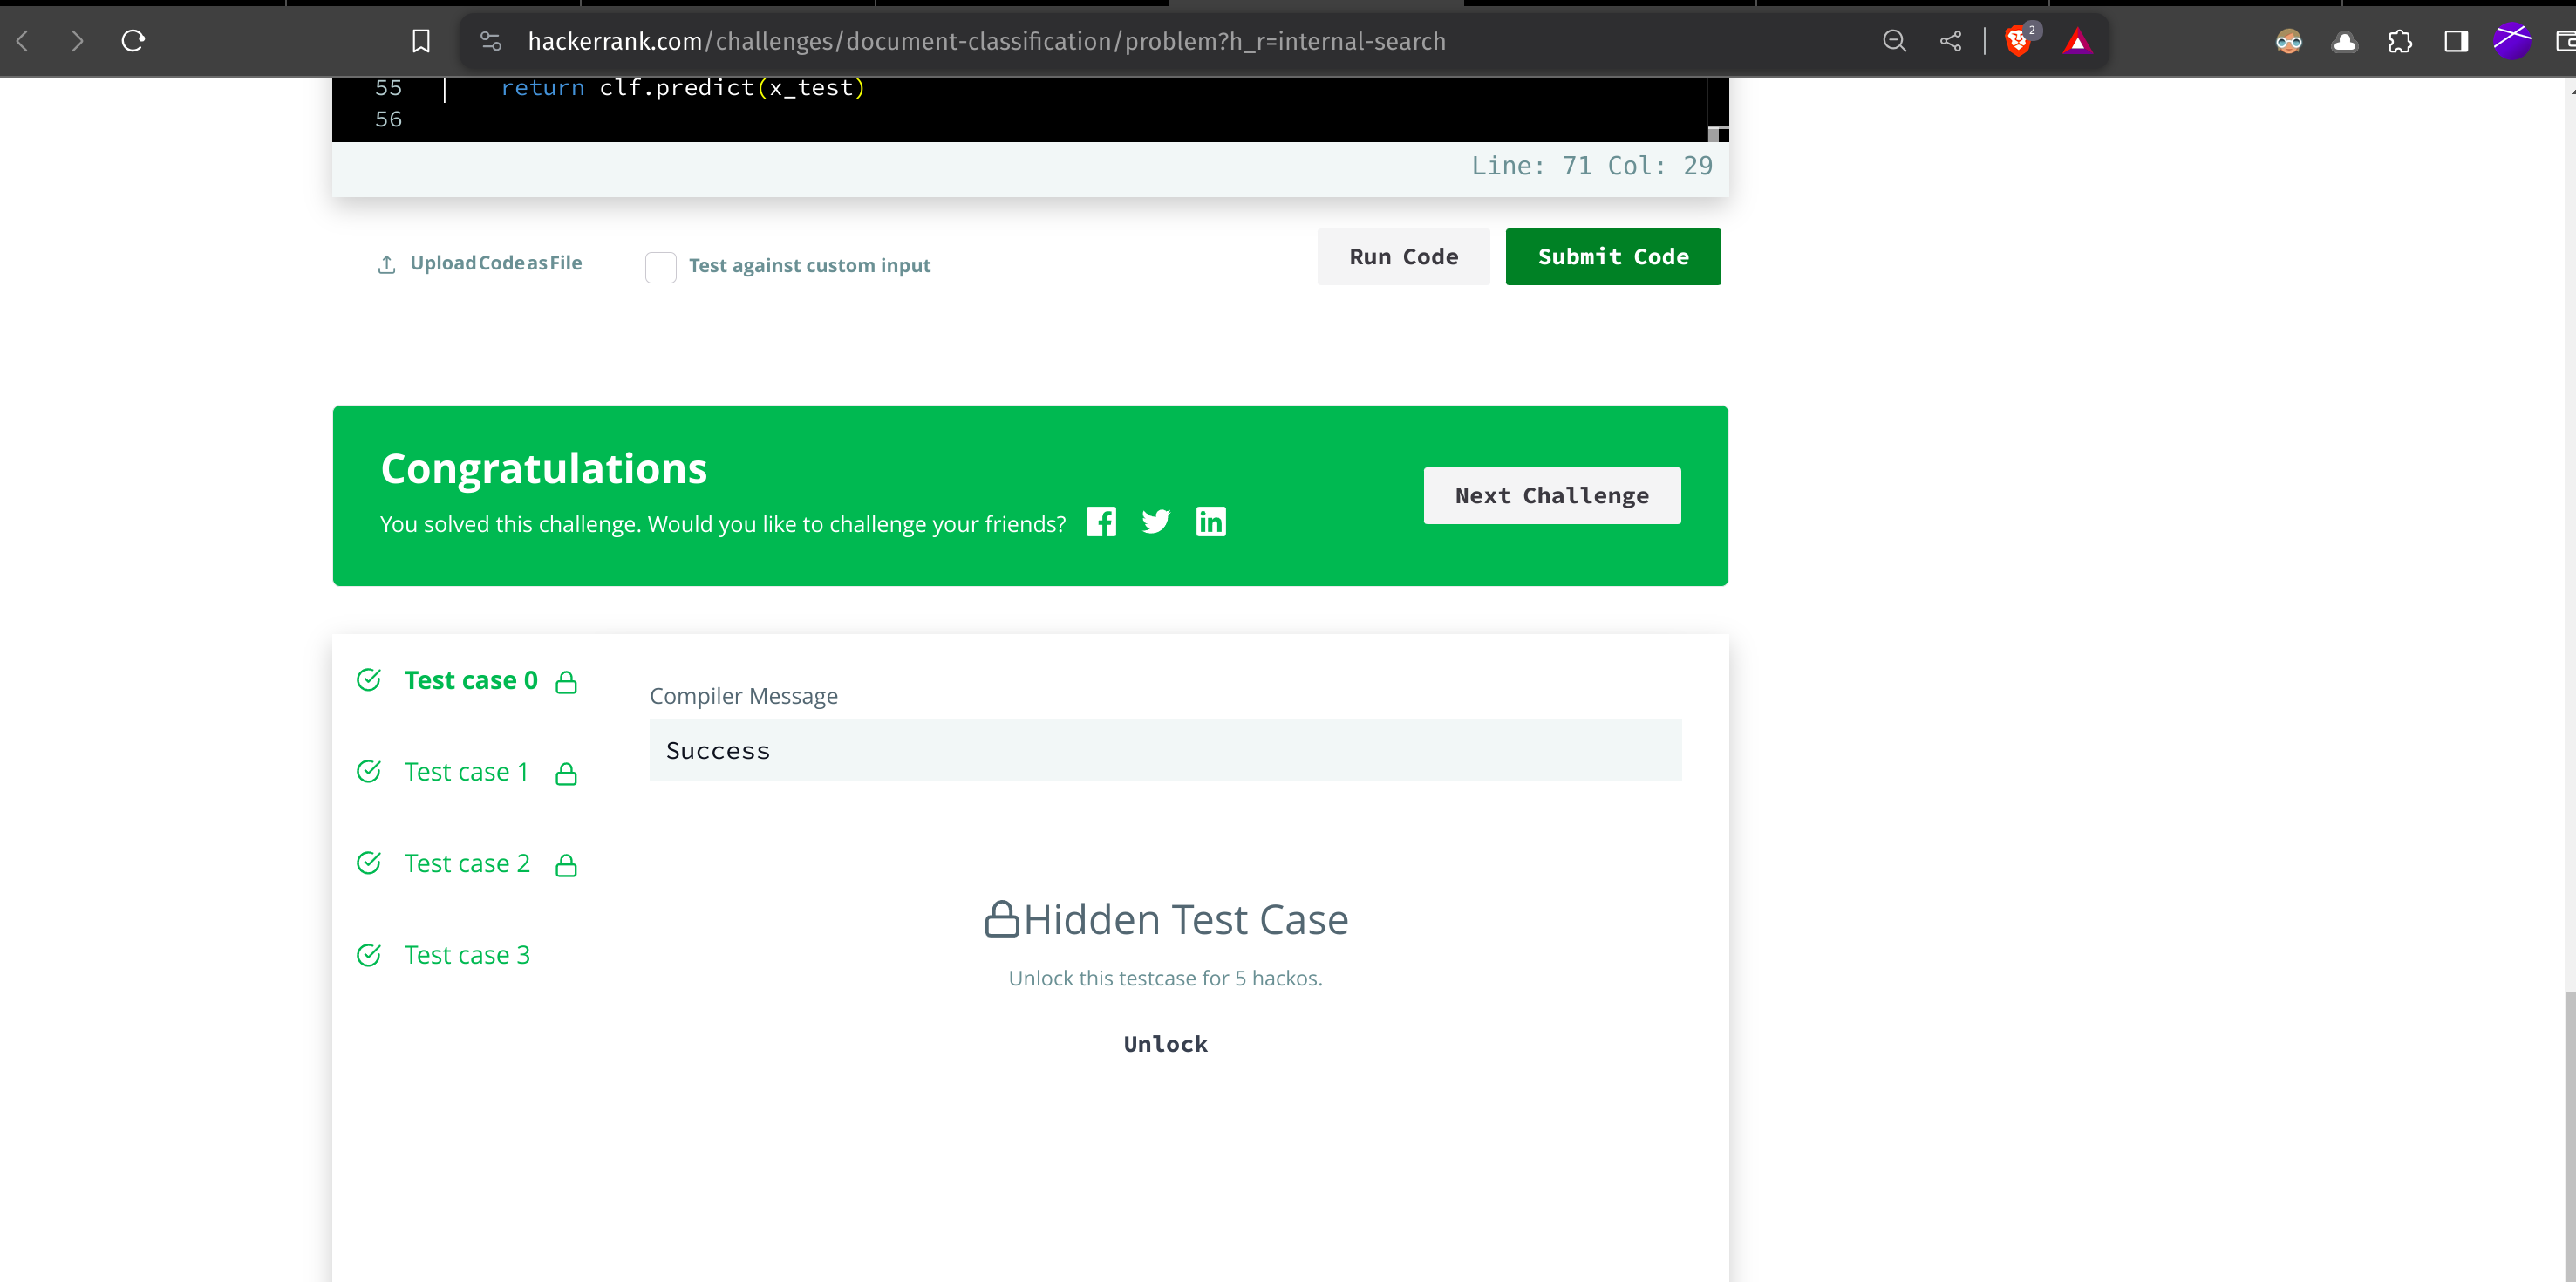 hackerrank.com/challenges/document-classification/problem?h_r=internal-search
2
55 return clf.predict(x_test)
56
Line: 71 Col: 29
Upload Code as File
Test against custom input
Run Code
Submit Code
Congratulations
You solved this challenge. Would you like to challenge your friends?
Next Challenge
Test case 0
Test case 1
Test case 2
Test case 3
Compiler Message
Success
Hidden Test Case
Unlock this testcase for 5 hackos.
Unlock